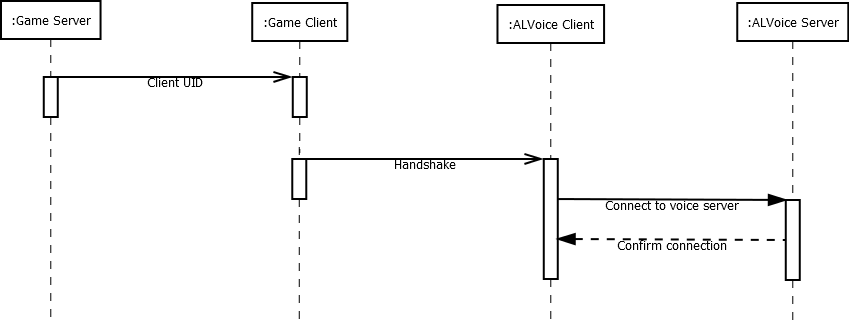 :Game Server
:Game Client
:ALVoice Client
:ALVoice Server
Client UID
Handshake
Connect to voice server
Confirm connection